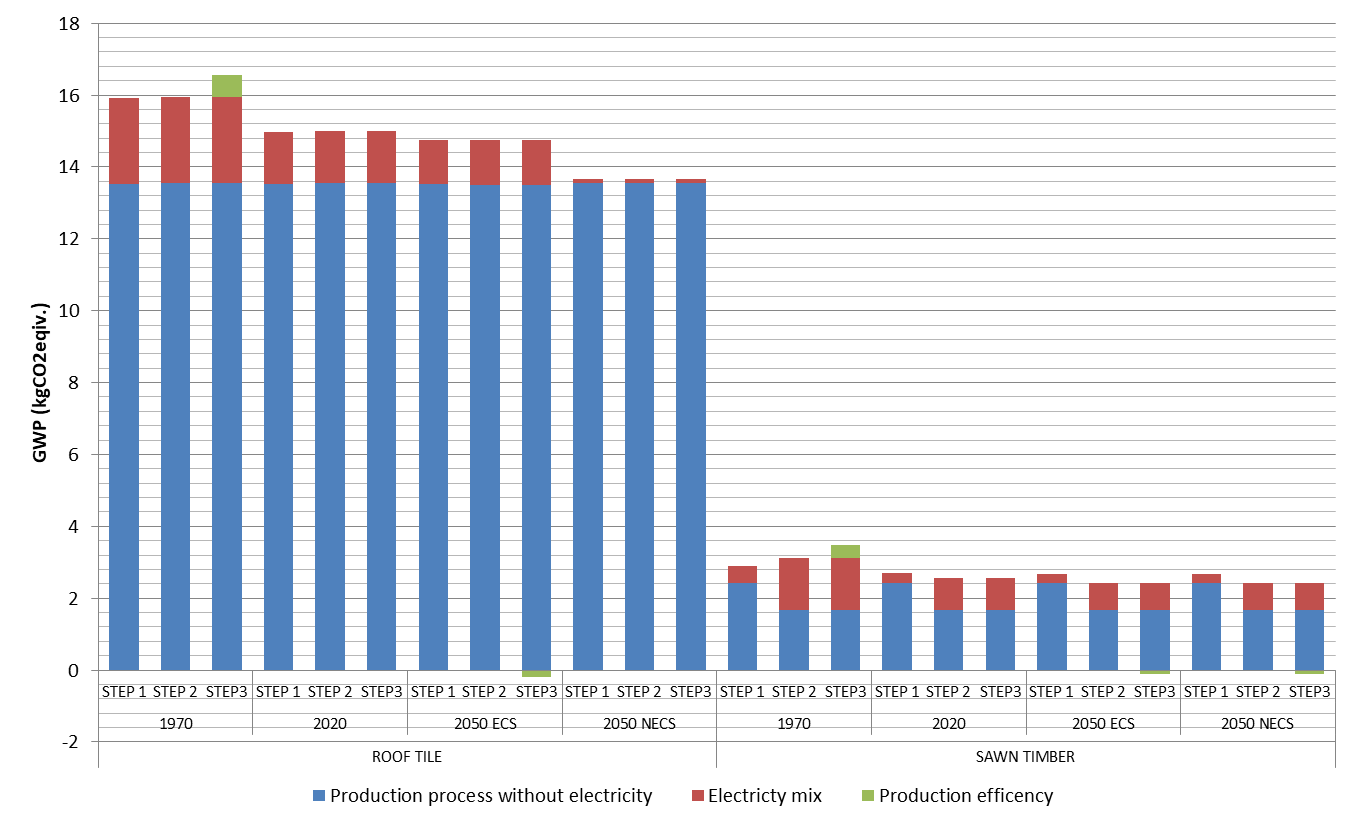 18
16
14
12
10
8
6
4
2
0
-2
GWP (kgCO2eqiv.)
STEP 1 STEP 2 STEP3 STEP 1 STEP 2 STEP3 STEP 1 STEP 2 STEP3 STEP 1 STEP 2 STEP3 STEP 1 STEP 2 STEP3 STEP 1 STEP 2 STEP3 STEP 1 STEP 2 STEP3 STEP 1 STEP 2 STEP3
1970 2020 2050 ECS 2050 NECS 1970 2020 2050 ECS 2050 NECS
ROOF TILE SAWN TIMBER
Production process without electricity Electricty mix Production efficency